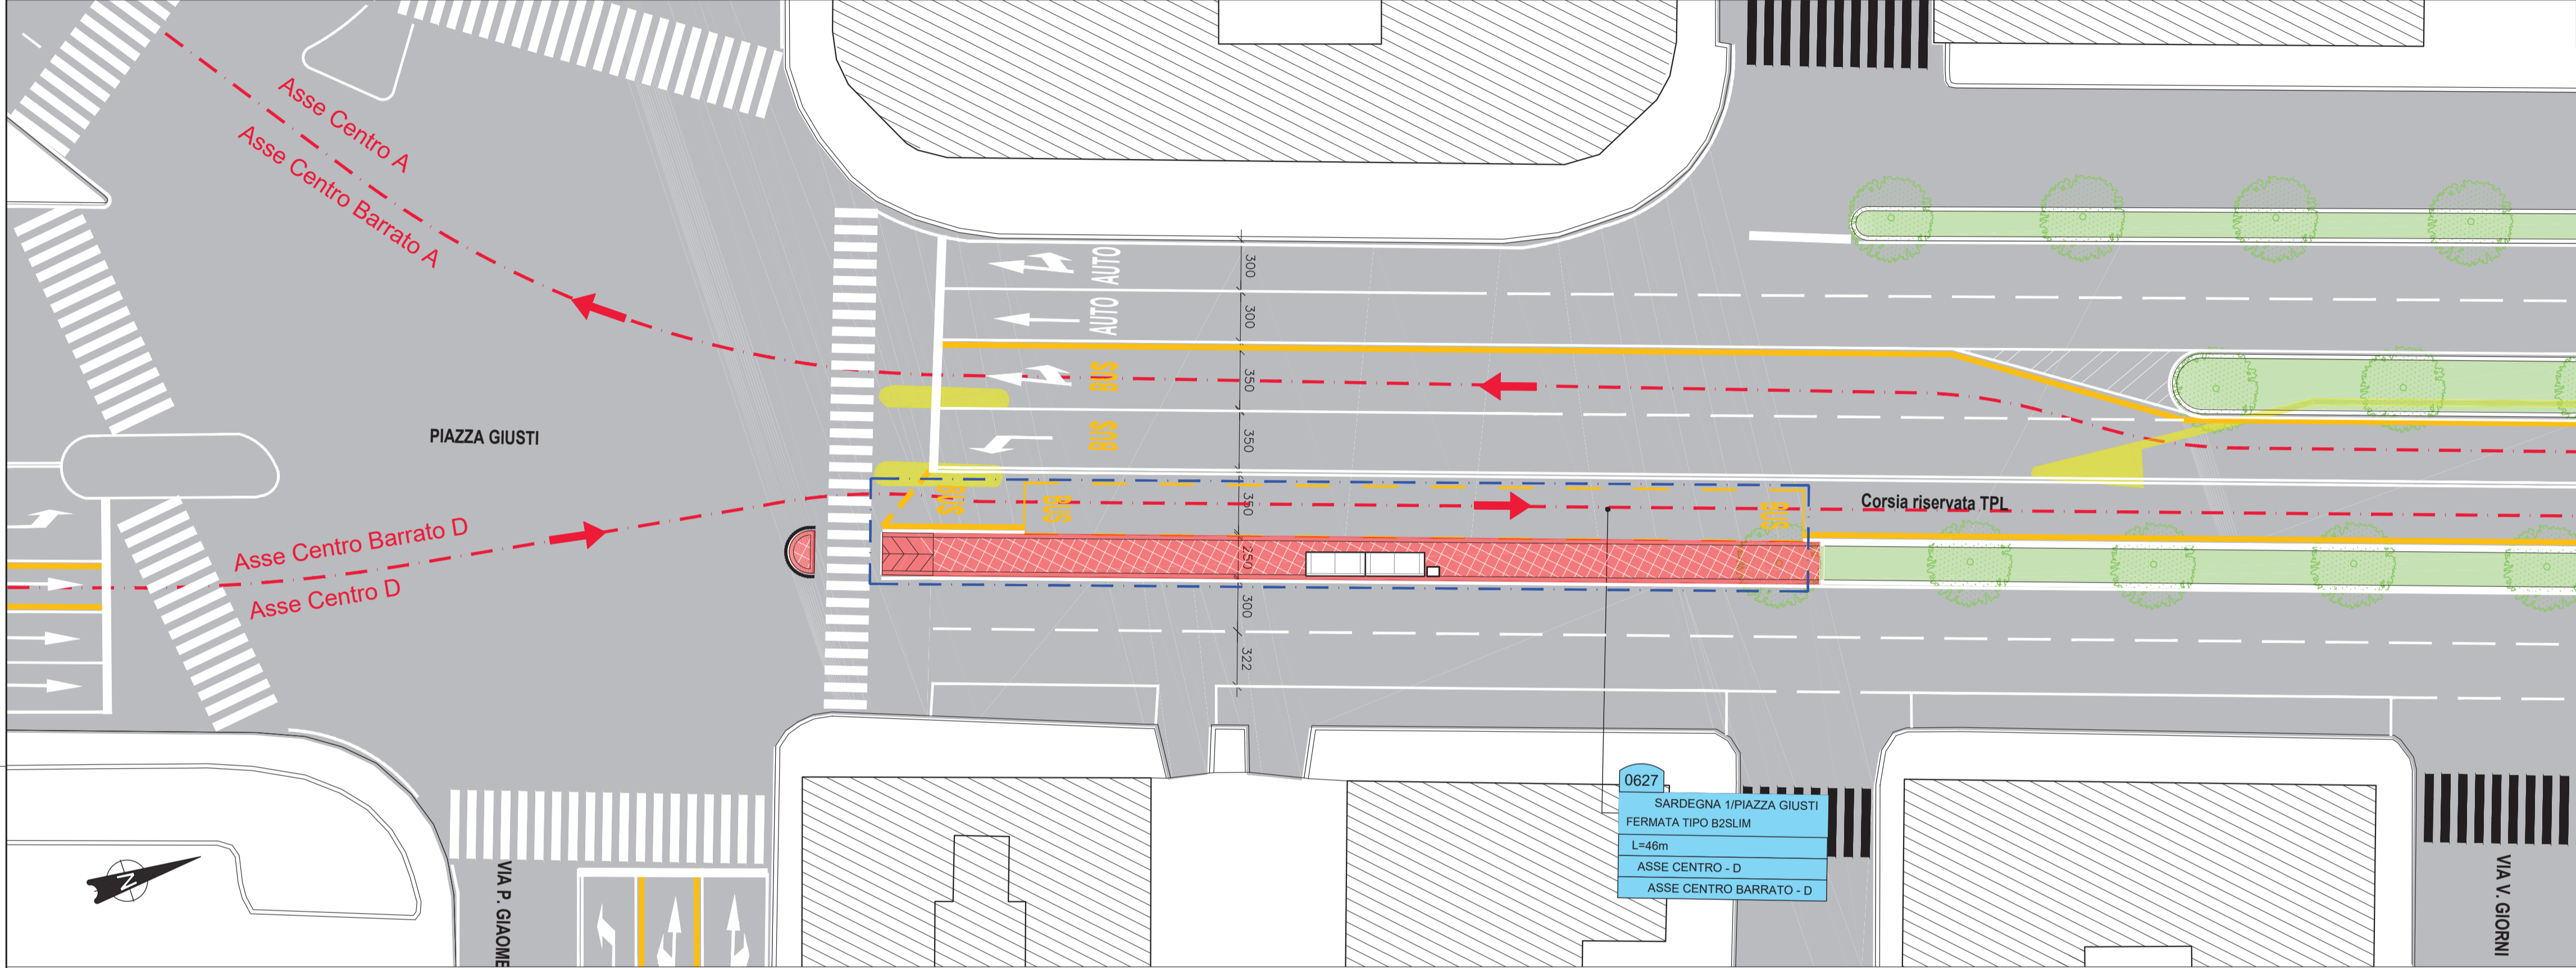 Asse Centro A
Asse Centro Barrato A
AUTO
AUTO
BUS
BUS
300
300
350
350
350
250
300
322
PIAZZA GIUSTI
Asse Centro Barrato D
Asse Centro D
BUS
BUS
BUS
Corsia riservata TPL
0627
SARDEGNA 1/PIAZZA GIUSTI
FERMATA TIPO B2SLIM
L=46m
ASSE CENTRO - D
ASSE CENTRO BARRATO - D
N
VIA P. GIAOME
VIA V. GIORNI